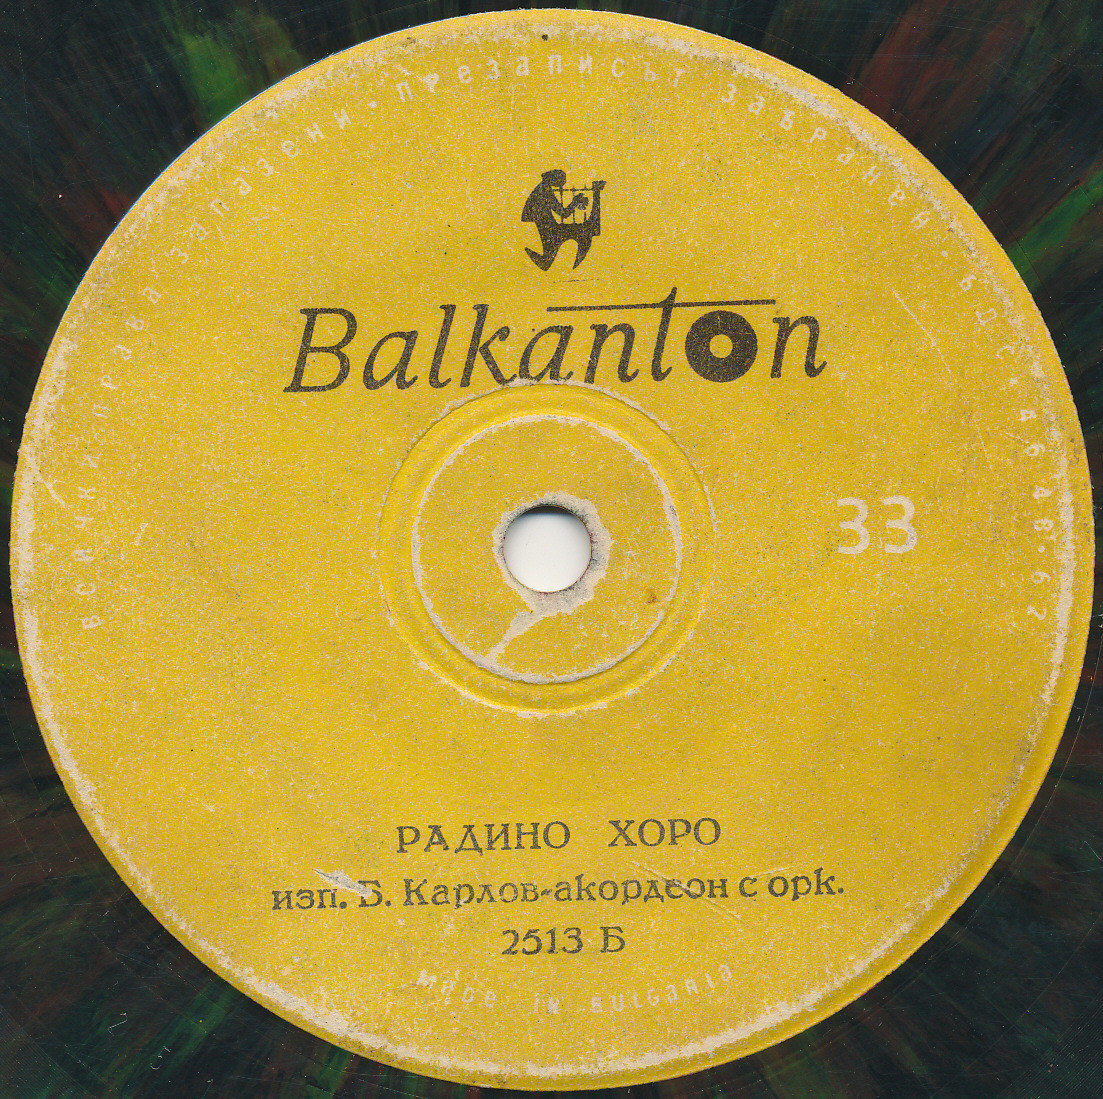 всички права запазени • презаписът забранен • БДС • 4648-62
Balkanton
33
РАДИНО ХОРО
изп. Б. Карлов-акордеон с орк.
2513 Б
made in bulgaria